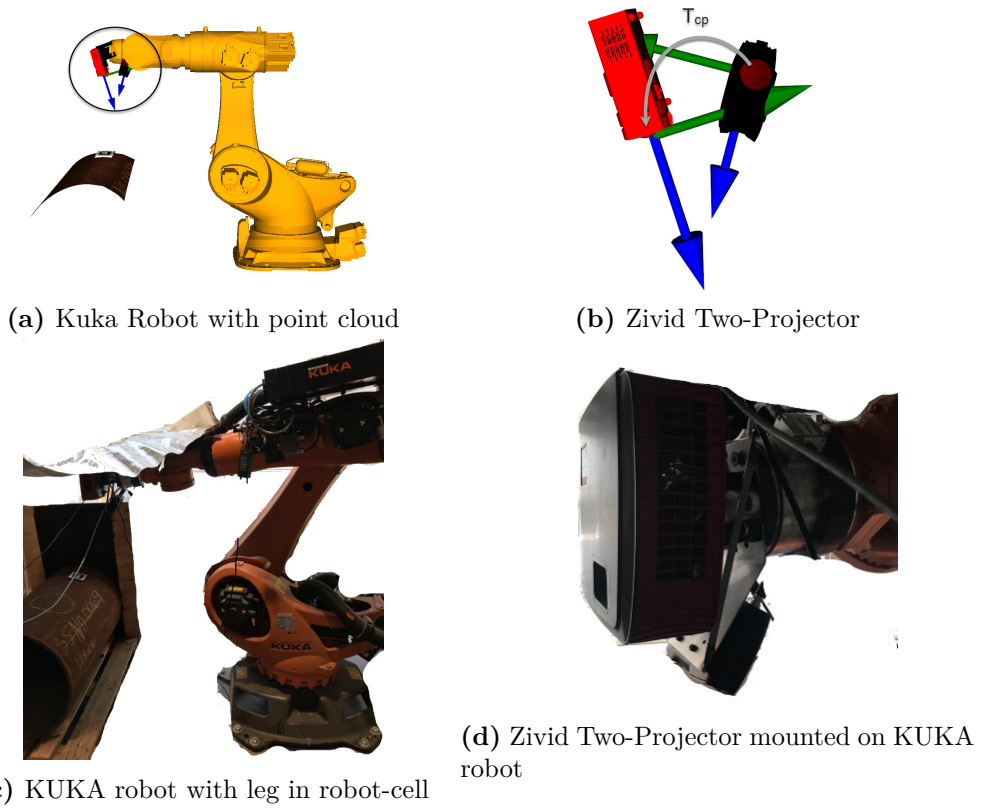 T_cp
(a) Kuka Robot with point cloud
(b) Zivid Two-Projector
KUKA
KUKA
) KUKA robot with leg in robot-cell
(d) Zivid Two-Projector mounted on KUKA
robot